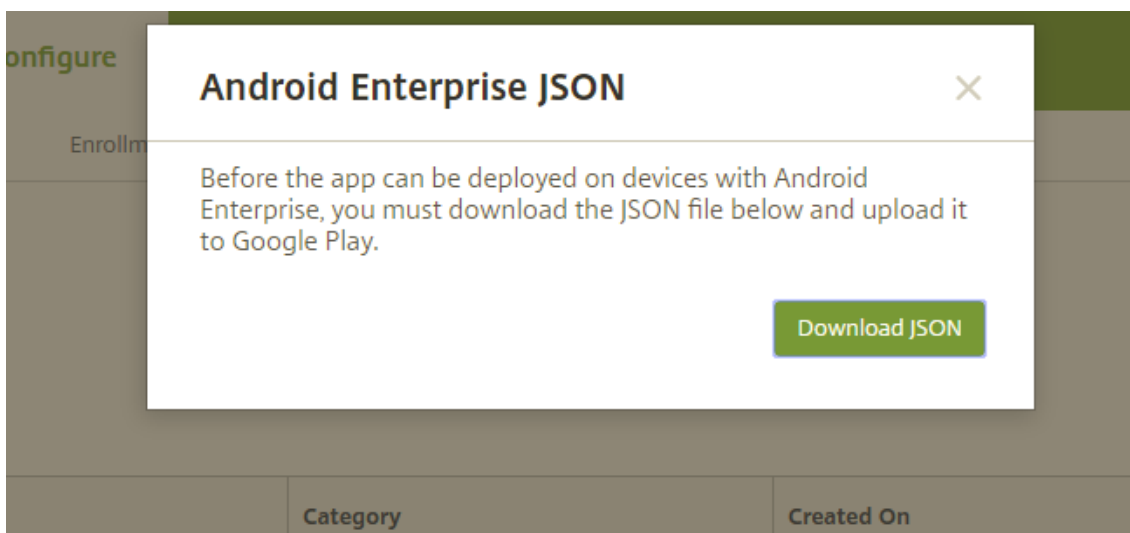 onfigure
Android Enterprise JSON
Enrollm
Before the app can be deployed on devices with Android
Enterprise, you must download the JSON file below and upload it
to Google Play.
Download JSON
Category
Created On